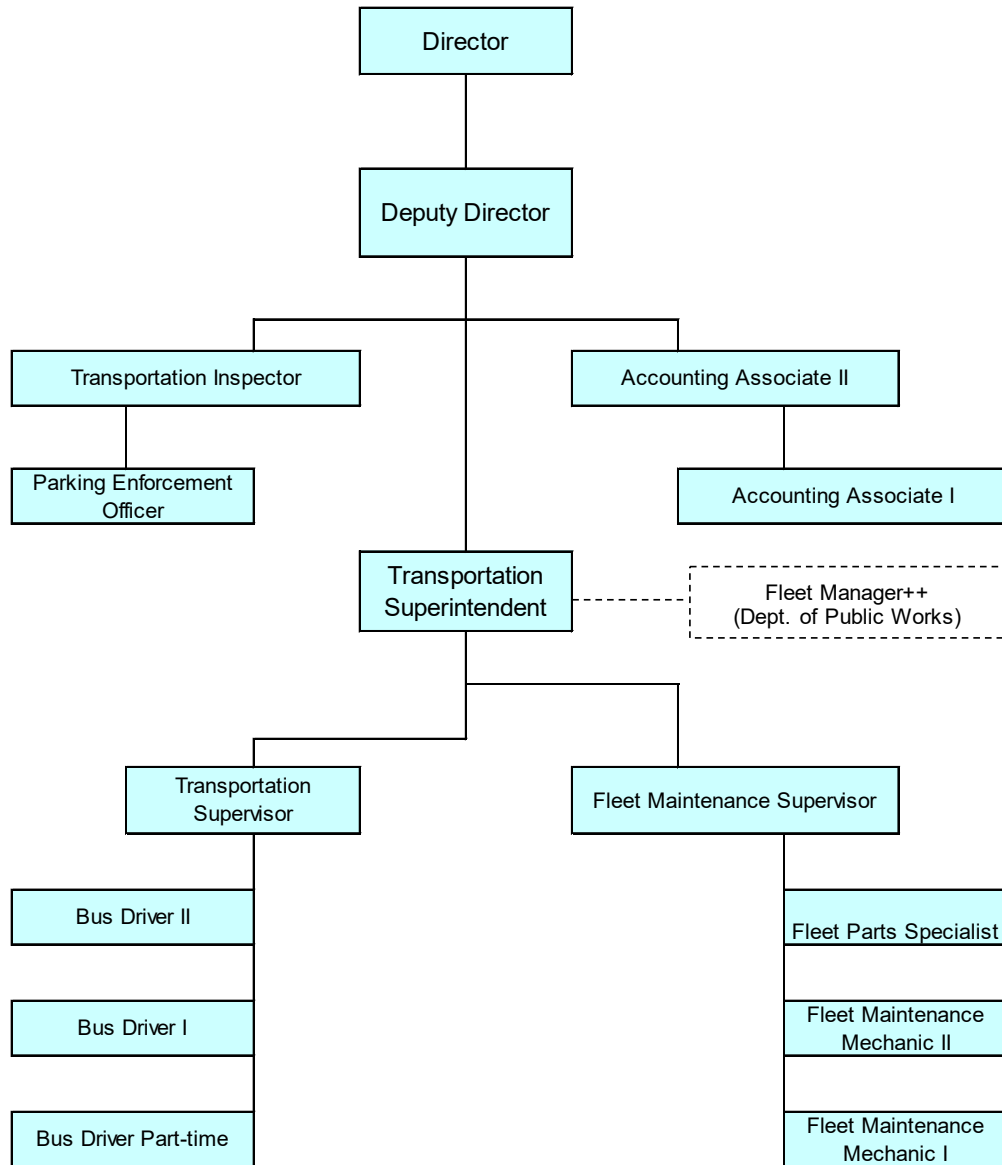 Director
Deputy Director
Transportation Inspector
Accounting Associate II
Parking Enforcement
Officer
Accounting Associate I
Transportation
Superintendent
Fleet Manager++
(Dept. of Public Works)
Transportation
Supervisor
Fleet Maintenance Supervisor
Bus Driver II
Fleet Parts Specialist
Bus Driver I
Fleet Maintenance
Mechanic II
Bus Driver Part-time
Fleet Maintenance
Mechanic I